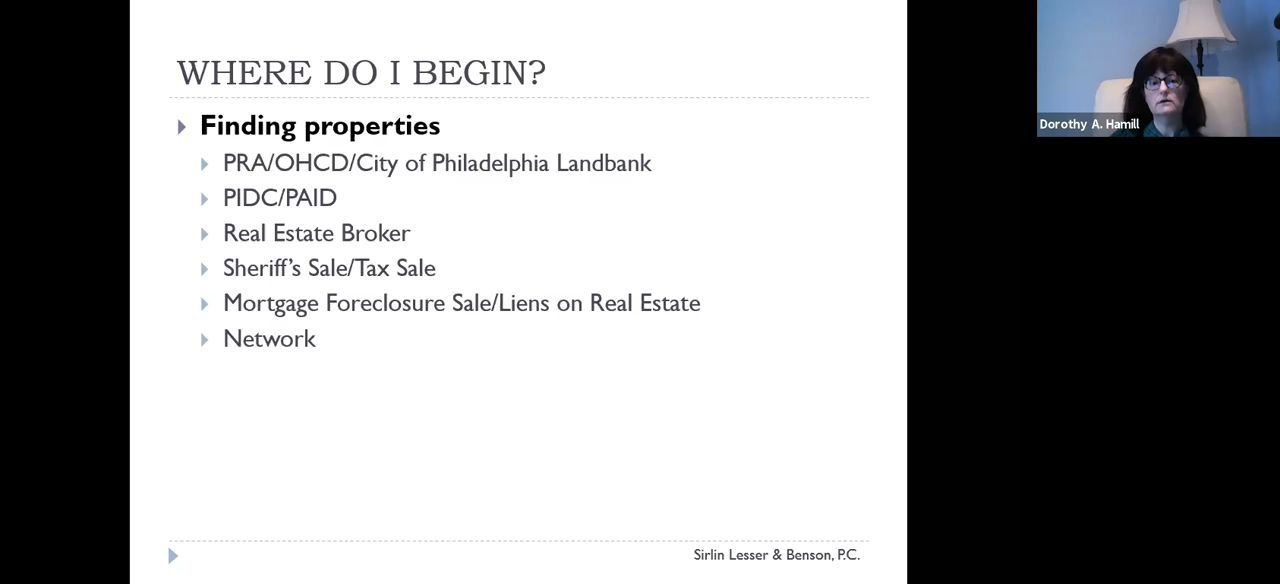 WHERE DO I BEGIN?
Finding properties
PRA/OHCD/City of Philadelphia Landbank
PIDC/PAID
Real Estate Broker
Sheriff's Sale/Tax Sale
Mortgage Foreclosure Sale/Liens on Real Estate
Network
Sirlin Lesser & Benson, P.C.
Dorothy A. Hamill